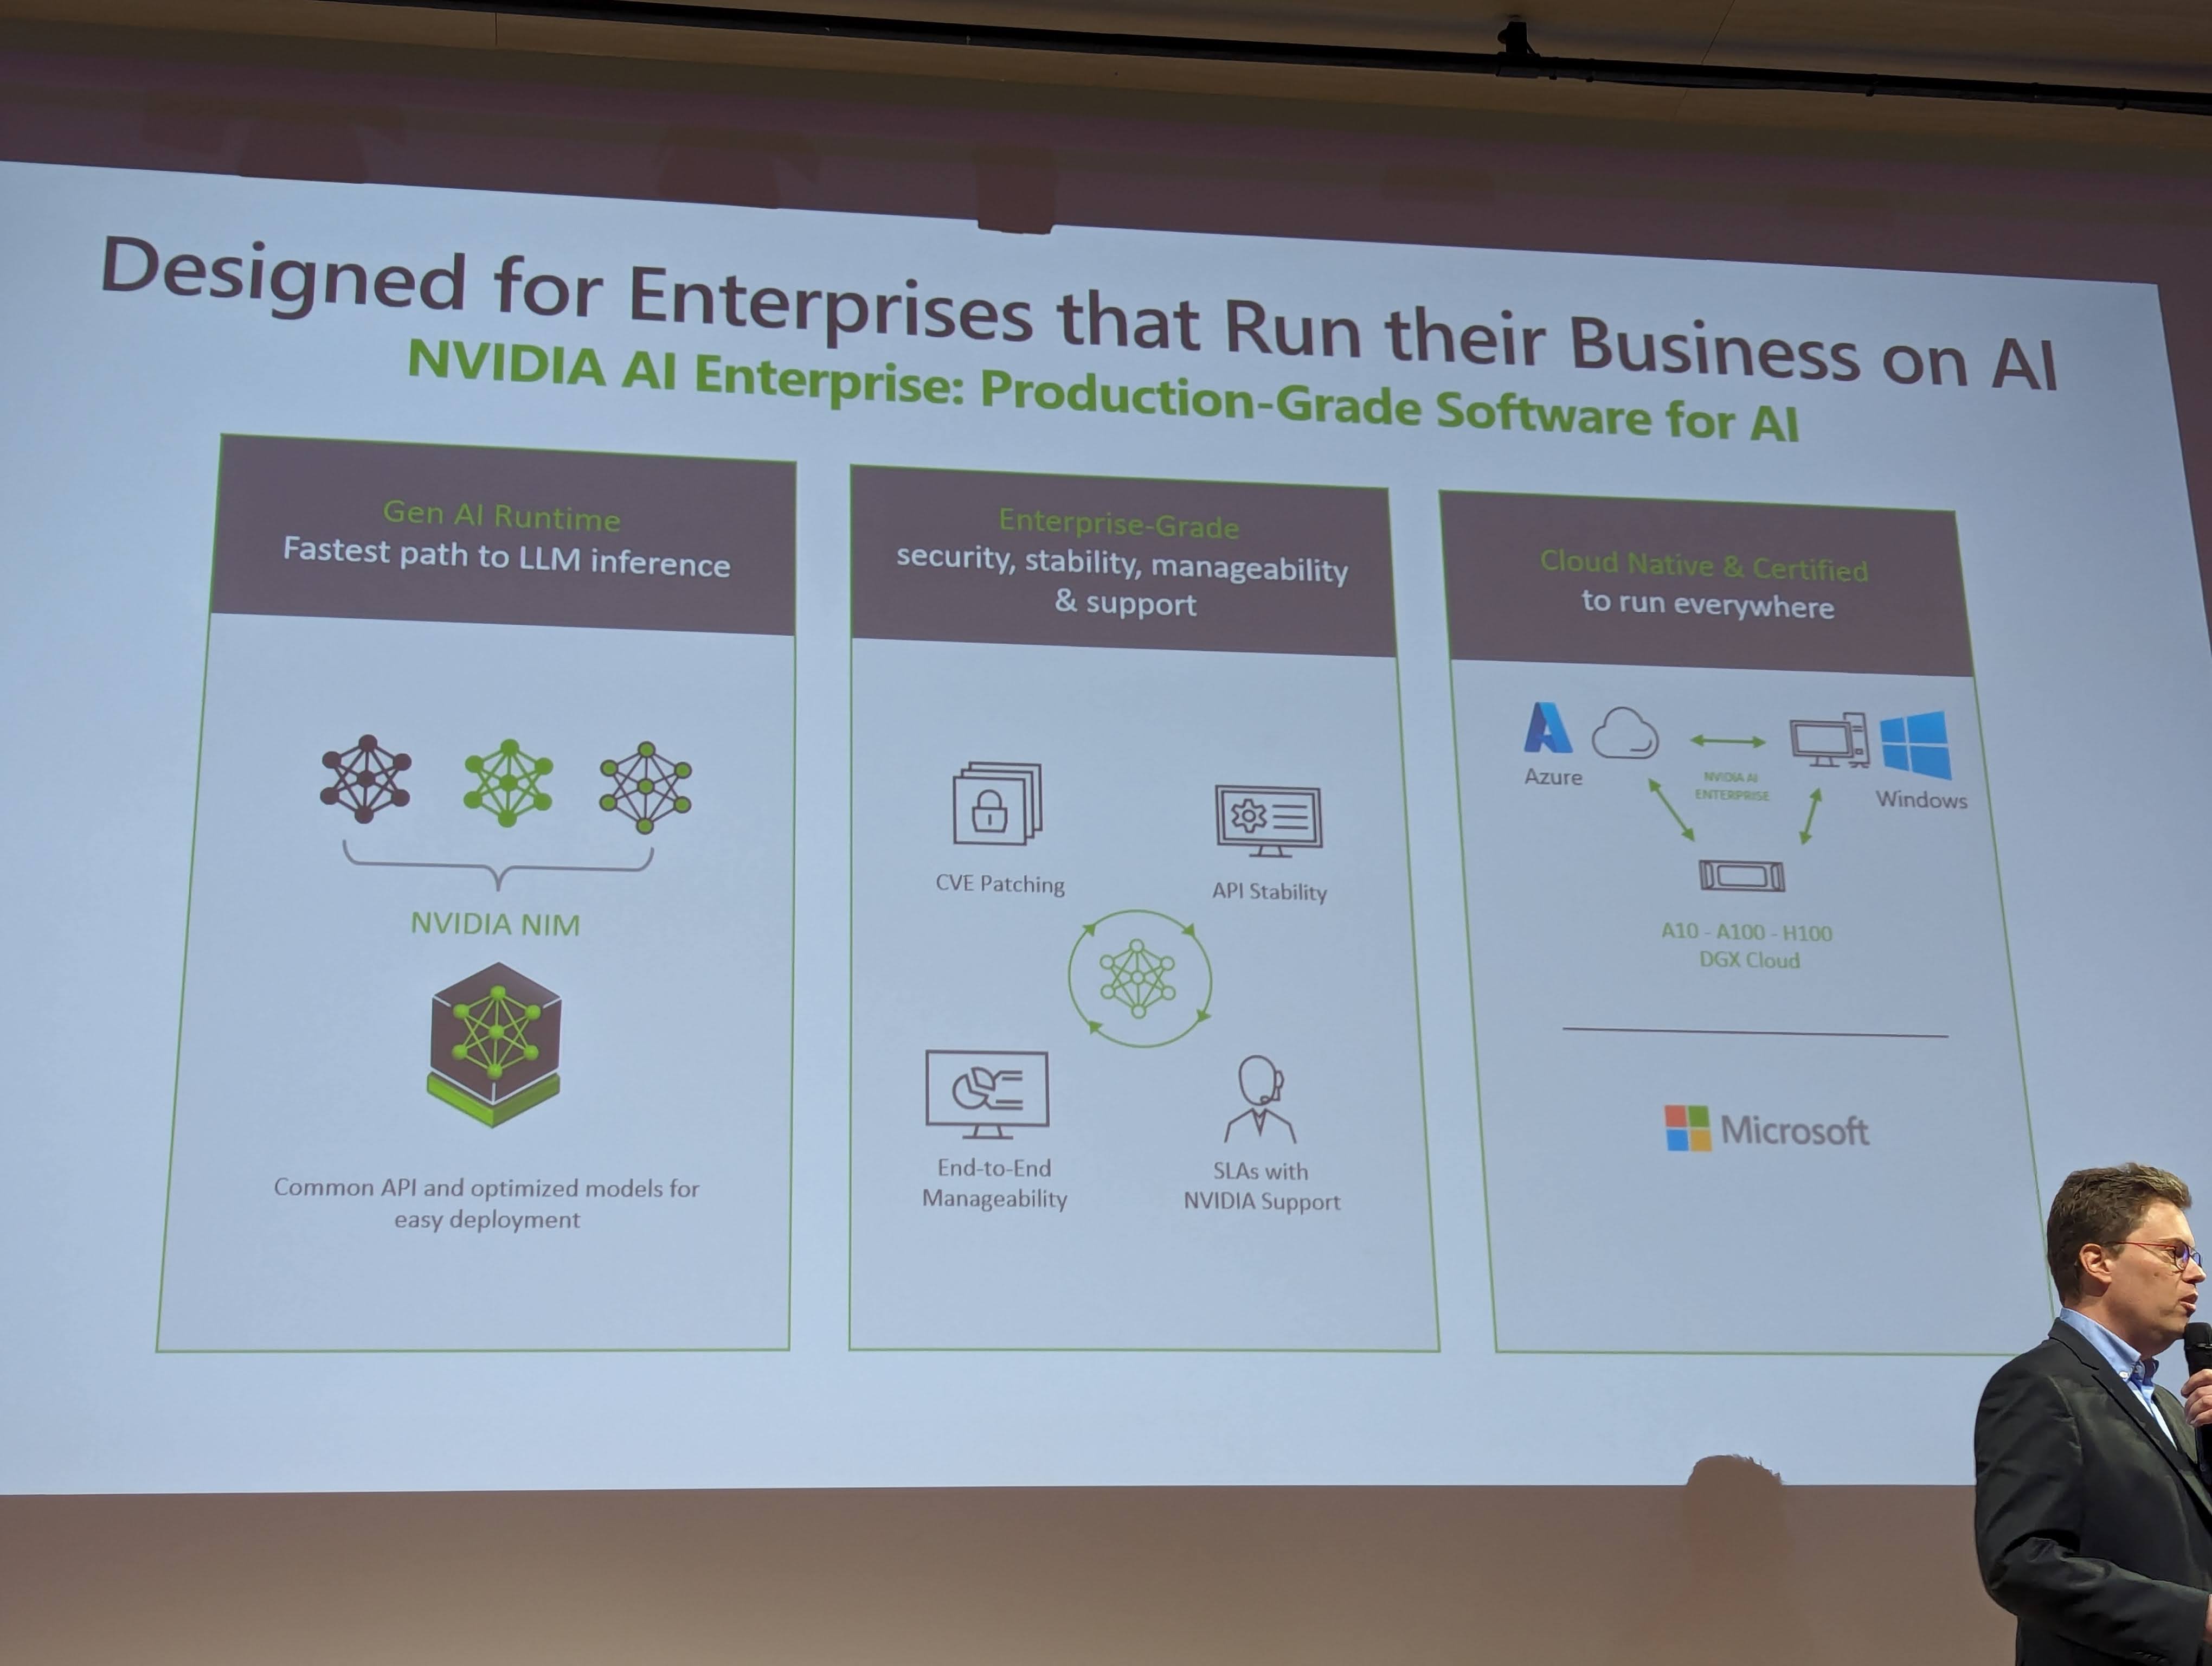 Designed for Enterprises that Run their Business on AI
NVIDIA AI Enterprise: Production-Grade Software for AI
Gen AI Runtime
Fastest path to LLM inference
NVIDIA NIM
Common API and optimized models for
easy deployment
Enterprise-Grade
security, stability, manageability
& support
CVE Patching
API Stability
End-to-End
Manageability
SLAs with
NVIDIA Support
Cloud Native & Certified
to run everywhere
Azure
NVIDIA AI
ENTERPRISE
Windows
A10 - A100 - H100
DGX Cloud
Microsoft